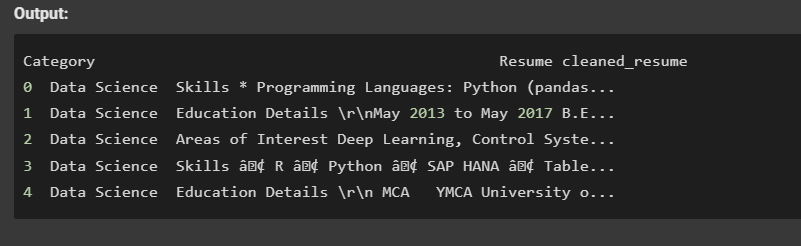 Output:
Category Resume cleaned_resume
0 Data Science Skills * Programming Languages: Python (pandas...
1 Data Science Education Details \r\nMay 2013 to May 2017 B.E...
2 Data Science Areas of Interest Deep Learning, Control Syste...
3 Data Science Skills â¢ R â¢ Python â¢ SAP HANA â¢ Table...
4 Data Science Education Details \r\n MCA YMCA University o...